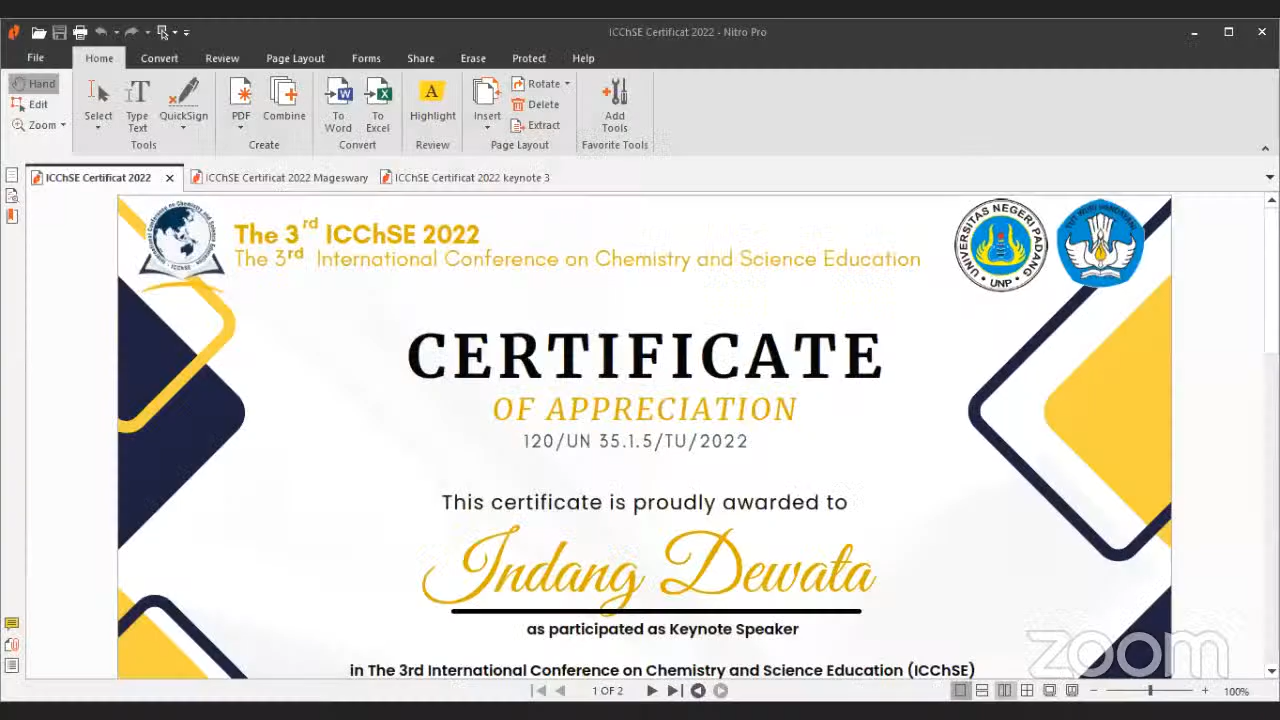 ICChSE Certificat 2022 - Nitro Pro
File Home Convert Review Page Layout Forms Share Erase Protect Help
Hand
Edit
Zoom
Select
Type Text
QuickSign
Tools
PDF
Combine
Create
To Word
To Excel
Convert
Highlight
Review
Insert
Rotate
Delete
Extract
Page Layout
Add Tools
Favorite Tools
ICChSE Certificat 2022
ICChSE Certificat 2022 Mageswary
ICChSE Certificat 2022 keynote 3
The 3rd ICChSE 2022
The 3rd International Conference on Chemistry and Science Education
UNIVERSITAS NEGERI PADANG
UNP
CERTIFICATE
OF APPRECIATION
120/UN 35.1.5/TU/2022
This certificate is proudly awarded to
Indang Dewata
as participated as Keynote Speaker
in The 3rd International Conference on Chemistry and Science Education (ICChSE)
zoom
1 OF 2
100%